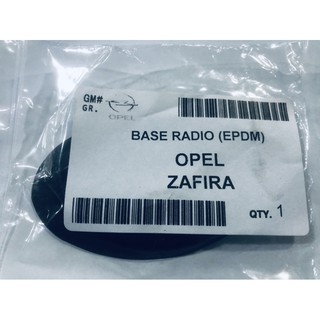 GM#
GR.
OPEL
BASE RADIO (EPDM)
OPEL
ZAFIRA
QTY. 1